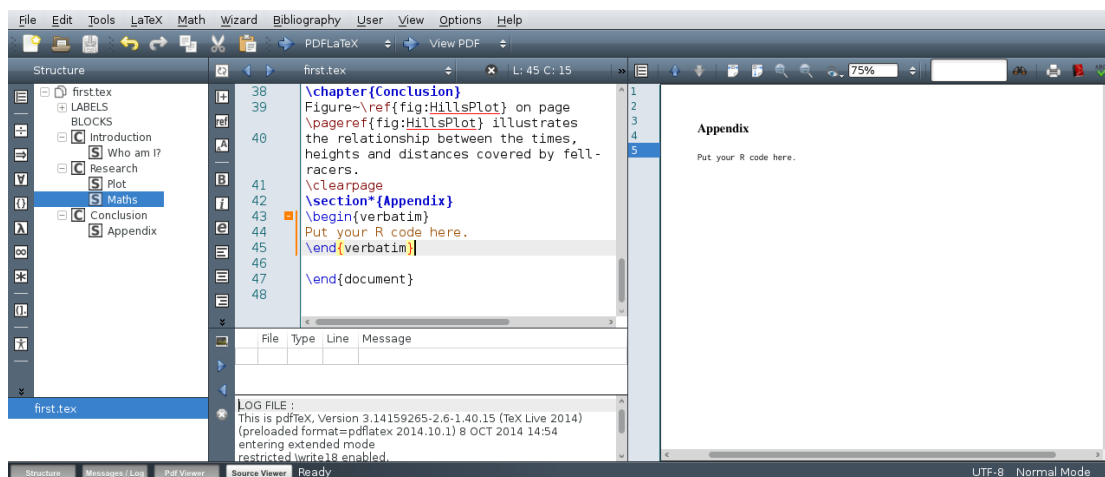 File Edit Tools LaTeX Math Wizard Bibliography User View Options Help
PDFLaTeX View PDF
Structure first.tex L: 45 C: 15 » 75%
first.tex
LABELS
BLOCKS
C Introduction
S Who am I?
C Research
S Plot
S Maths
C Conclusion
S Appendix
first.tex
38 \chapter{Conclusion}
39 Figure~\ref{fig:HillsPlot} on page
\pageref{fig:HillsPlot} illustrates
40 the relationship between the times,
heights and distances covered by fell-
racers.
41 \clearpage
42 \section*{Appendix}
43 \begin{verbatim}
44 Put your R code here.
45 \end{verbatim}
46
47 \end{document}
48
File Type Line Message
LOG FILE :
This is pdfTeX, Version 3.14159265-2.6-1.40.15 (TeX Live 2014)
(preloaded format=pdflatex 2014.10.1) 8 OCT 2014 14:54
entering extended mode
restricted \write18 enabled.
1
2
3
4
5
Appendix
Put your R code here.
Structure Messages / Log Pdf Viewer Source Viewer Ready UTF-8 Normal Mode